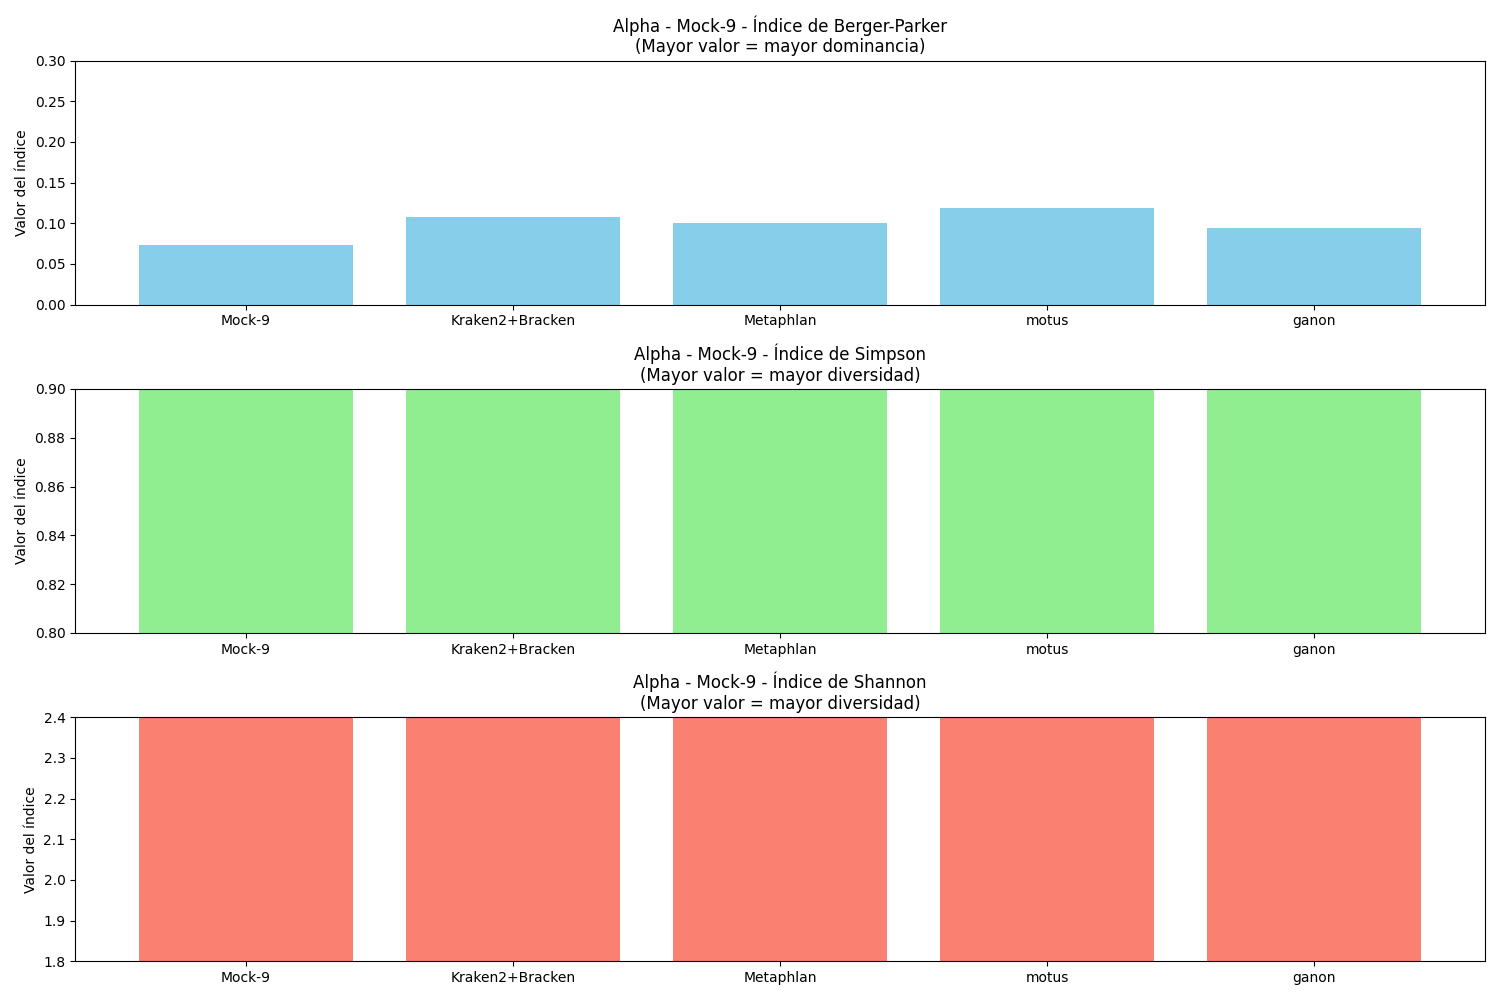 Alpha - Mock-9 - Índice de Berger-Parker
(Mayor valor = mayor dominancia)
Valor del índice
0.30
0.25
0.20
0.15
0.10
0.05
0.00
Mock-9 Kraken2+Bracken Metaphlan motus ganon
Alpha - Mock-9 - Índice de Simpson
(Mayor valor = mayor diversidad)
Valor del índice
0.90
0.88
0.86
0.84
0.82
0.80
Mock-9 Kraken2+Bracken Metaphlan motus ganon
Alpha - Mock-9 - Índice de Shannon
(Mayor valor = mayor diversidad)
Valor del índice
2.4
2.3
2.2
2.1
2.0
1.9
1.8
Mock-9 Kraken2+Bracken Metaphlan motus ganon